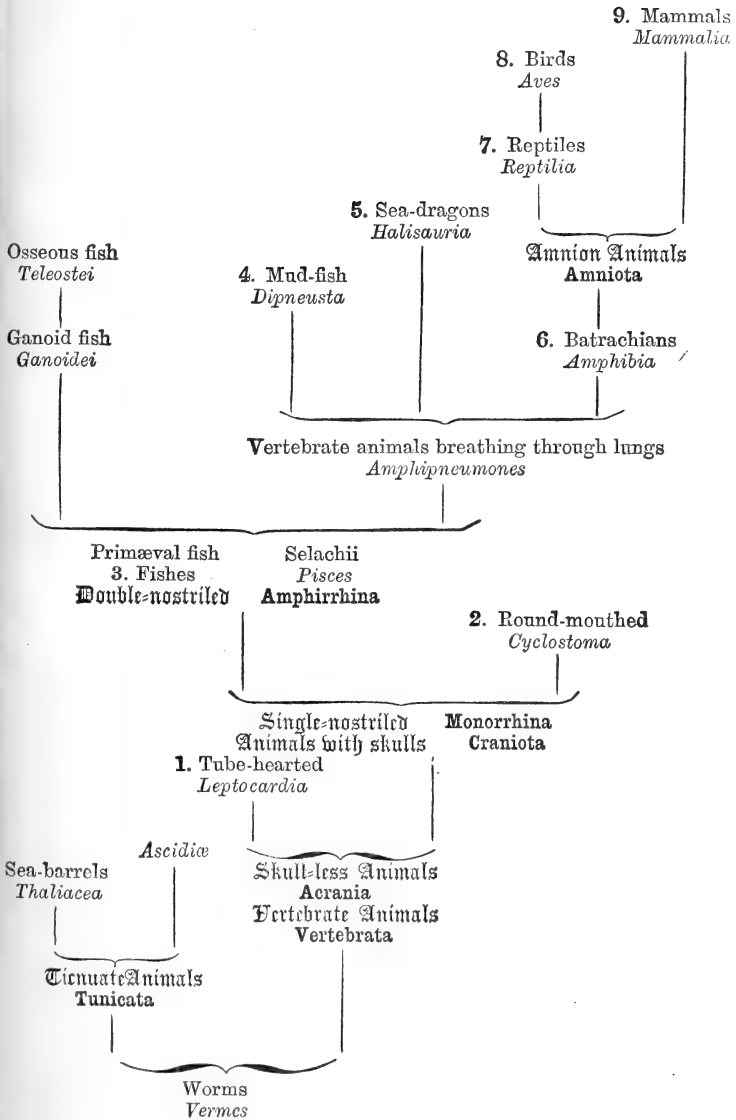 9. Mammals
Mammalia
8. Birds
Aves
7. Reptiles
Reptilia
5. Sea-dragons
Halisauria
Osseous fish
Teleostei
4. Mud-fish
Dipneusta
Amnion Animals
Amniota
Ganoid fish
Ganoidei
6. Batrachians
Amphibia
Vertebrate animals breathing through lungs
Amphipneumones
Primæval fish Selachii
3. Fishes Pisces
Double-nostriled Amphirrhina
2. Round-mouthed
Cyclostoma
Single-nostriled Monorrhina
Animals with skulls Craniota
1. Tube-hearted
Leptocardia
Ascidiæ
Sea-barrels
Thaliacea
Skull-less Animals
Acrania
Vertebrate Animals
Vertebrata
TicnuateAnimals
Tunicata
Worms
Vermes